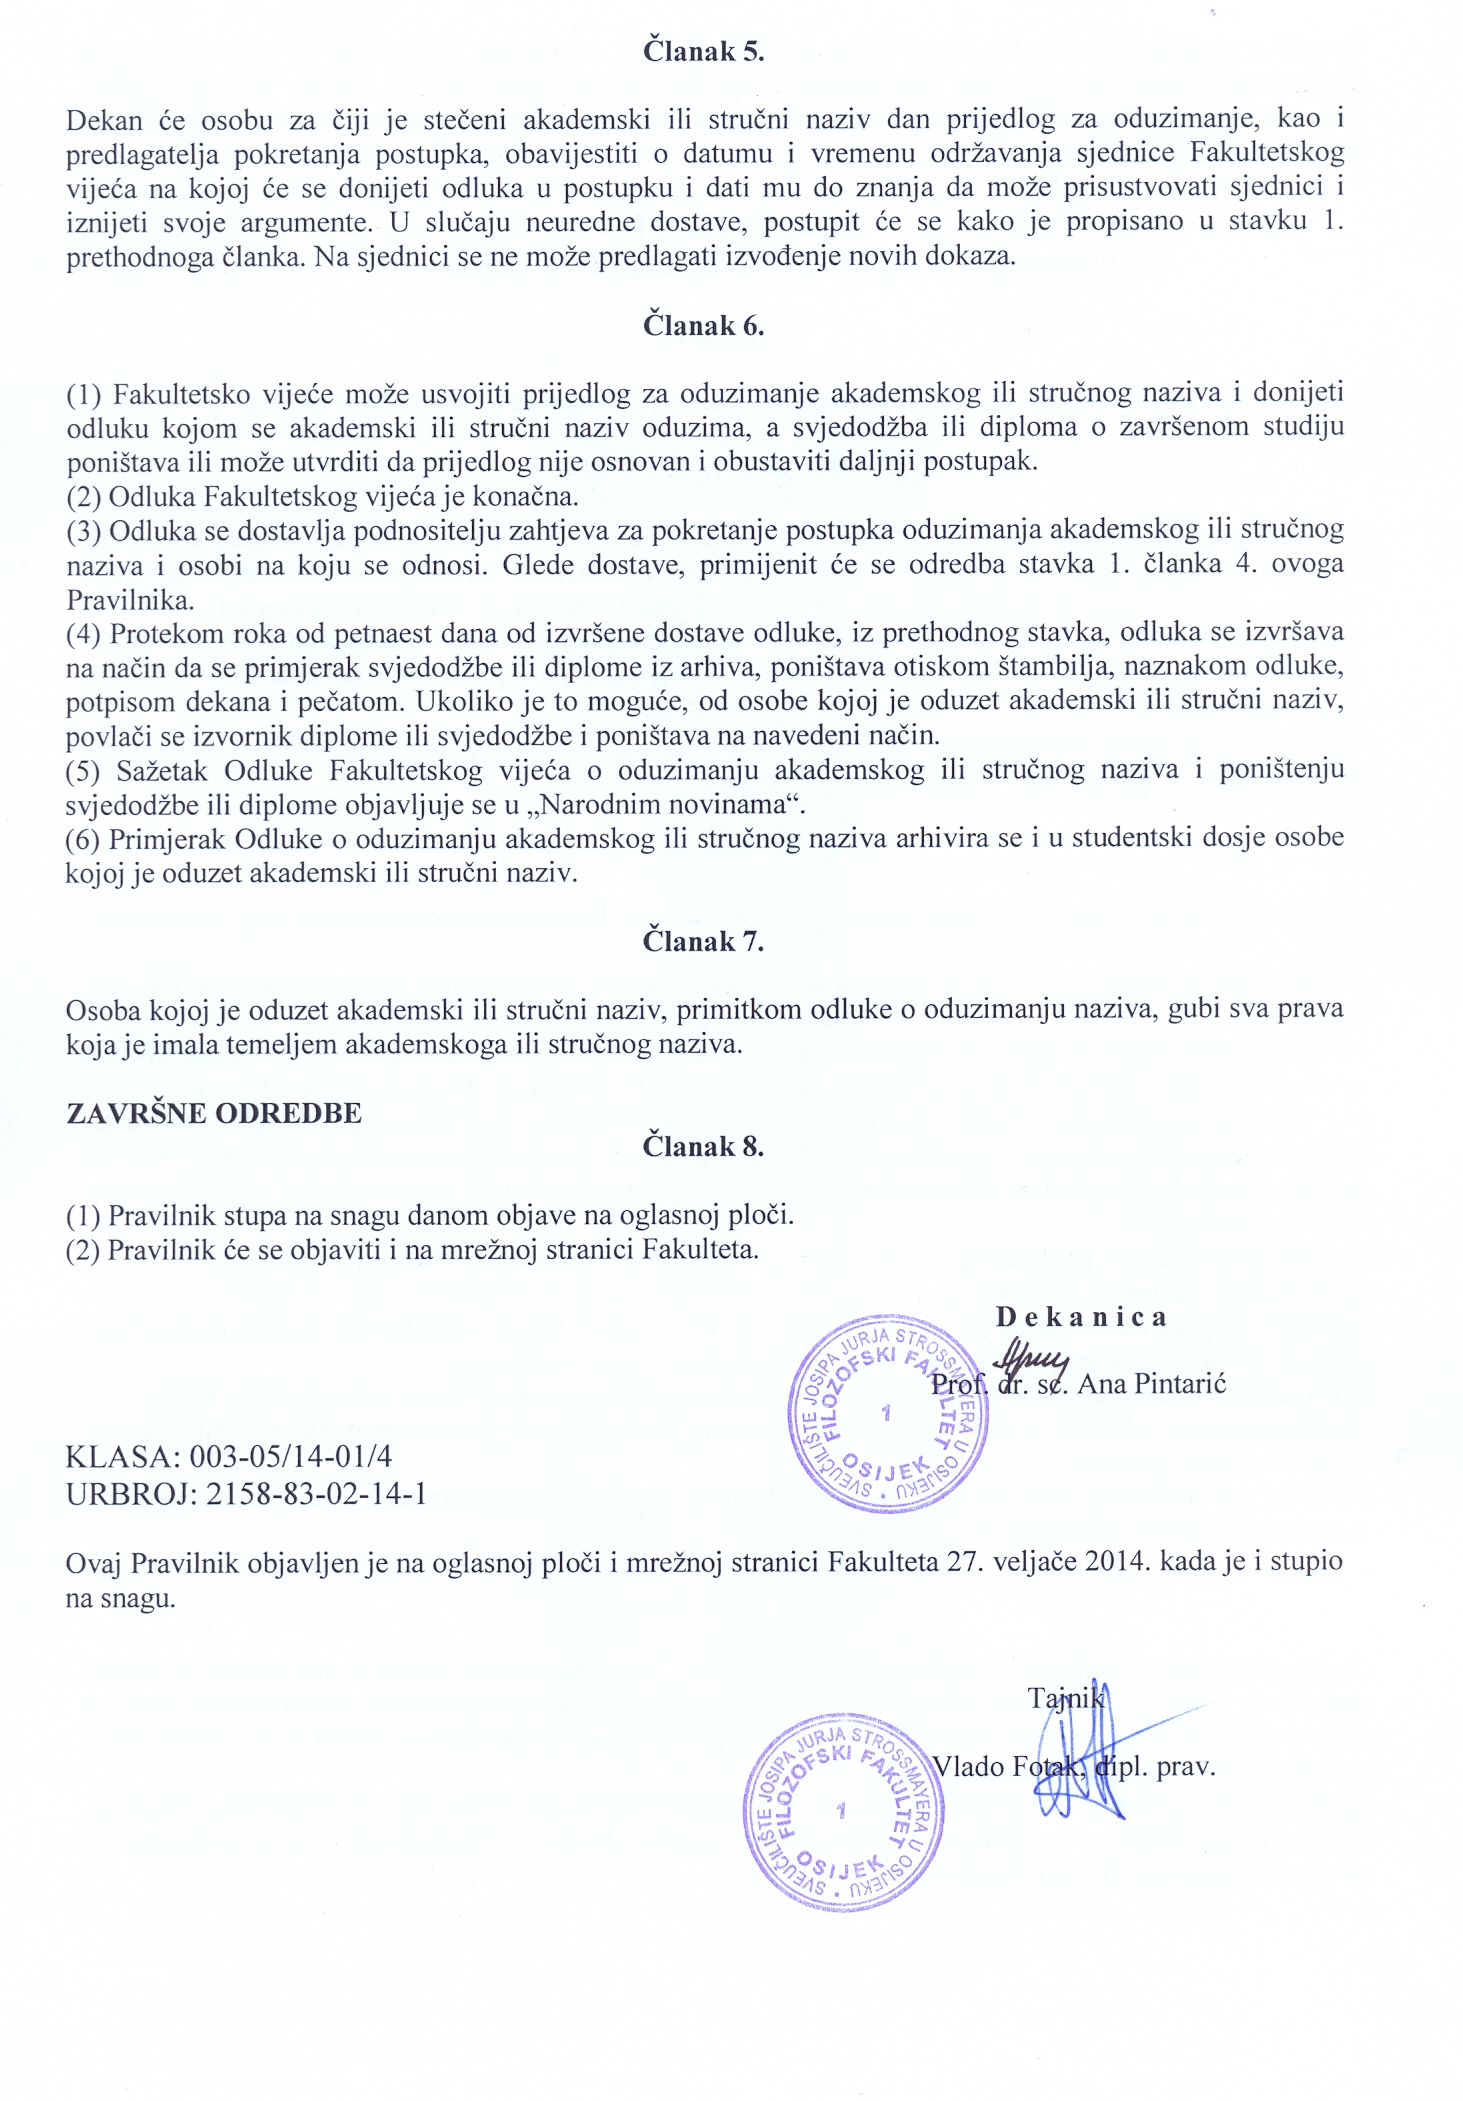 Članak 5.
Dekan će osobu za čiji je stečeni akademski ili stručni naziv dan prijedlog za oduzimanje, kao i
predlagatelja pokretanja postupka, obavijestiti o datumu i vremenu održavanja sjednice Fakultetskog
vijeća na kojoj će se donijeti odluka u postupku i dati mu do znanja da može prisustvovati sjednici i
iznijeti svoje argumente. U slučaju neuredne dostave, postupit će se kako je propisano u stavku 1.
prethodnoga članka. Na sjednici se ne može predlagati izvođenje novih dokaza.
Članak 6.
(1) Fakultetsko vijeće može usvojiti prijedlog za oduzimanje akademskog ili stručnog naziva i donijeti
odluku kojom se akademski ili stručni naziv oduzima, a svjedodžba ili diploma o završenom studiju
poništava ili može utvrditi da prijedlog nije osnovan i obustaviti daljnji postupak.
(2) Odluka Fakultetskog vijeća je konačna.
(3) Odluka se dostavlja podnositelju zahtjeva za pokretanje postupka oduzimanja akademskog ili stručnog
naziva i osobi na koju se odnosi. Glede dostave, primijenit će se odredba stavka 1. članka 4. ovoga
Pravilnika.
(4) Protekom roka od petnaest dana od izvršene dostave odluke, iz prethodnog stavka, odluka se izvršava
na način da se primjerak svjedodžbe ili diplome iz arhiva, poništava otiskom štambilja, naznakom odluke,
potpisom dekana i pečatom. Ukoliko je to moguće, od osobe kojoj je oduzet akademski ili stručni naziv,
povlači se izvornik diplome ili svjedodžbe i poništava na navedeni način.
(5) Sažetak Odluke Fakultetskog vijeća o oduzimanju akademskog ili stručnog naziva i poništenju
svjedodžbe ili diplome objavljuje se u „Narodnim novinama“.
(6) Primjerak Odluke o oduzimanju akademskog ili stručnog naziva arhivira se i u studentski dosje osobe
kojoj je oduzet akademski ili stručni naziv.
Članak 7.
Osoba kojoj je oduzet akademski ili stručni naziv, primitkom odluke o oduzimanju naziva, gubi sva prava
koja je imala temeljem akademskoga ili stručnog naziva.
ZAVRŠNE ODREDBE
Članak 8.
(1) Pravilnik stupa na snagu danom objave na oglasnoj ploči.
(2) Pravilnik će se objaviti i na mrežnoj stranici Fakulteta.
D e k a n i c a
Prof. dr. sc. Ana Pintarić
SVEUČILIŠTE JOSIPA JURJA STROSSMAYERA U OSIJEKU •
FILOZOFSKI FAKULTET
1
OSIJEK
KLASA: 003-05/14-01/4
URBROJ: 2158-83-02-14-1
Ovaj Pravilnik objavljen je na oglasnoj ploči i mrežnoj stranici Fakulteta 27. veljače 2014. kada je i stupio
na snagu.
Tajnik
Vlado Fotak, dipl. prav.
SVEUČILIŠTE JOSIPA JURJA STROSSMAYERA U OSIJEKU •
FILOZOFSKI FAKULTET
1
OSIJEK